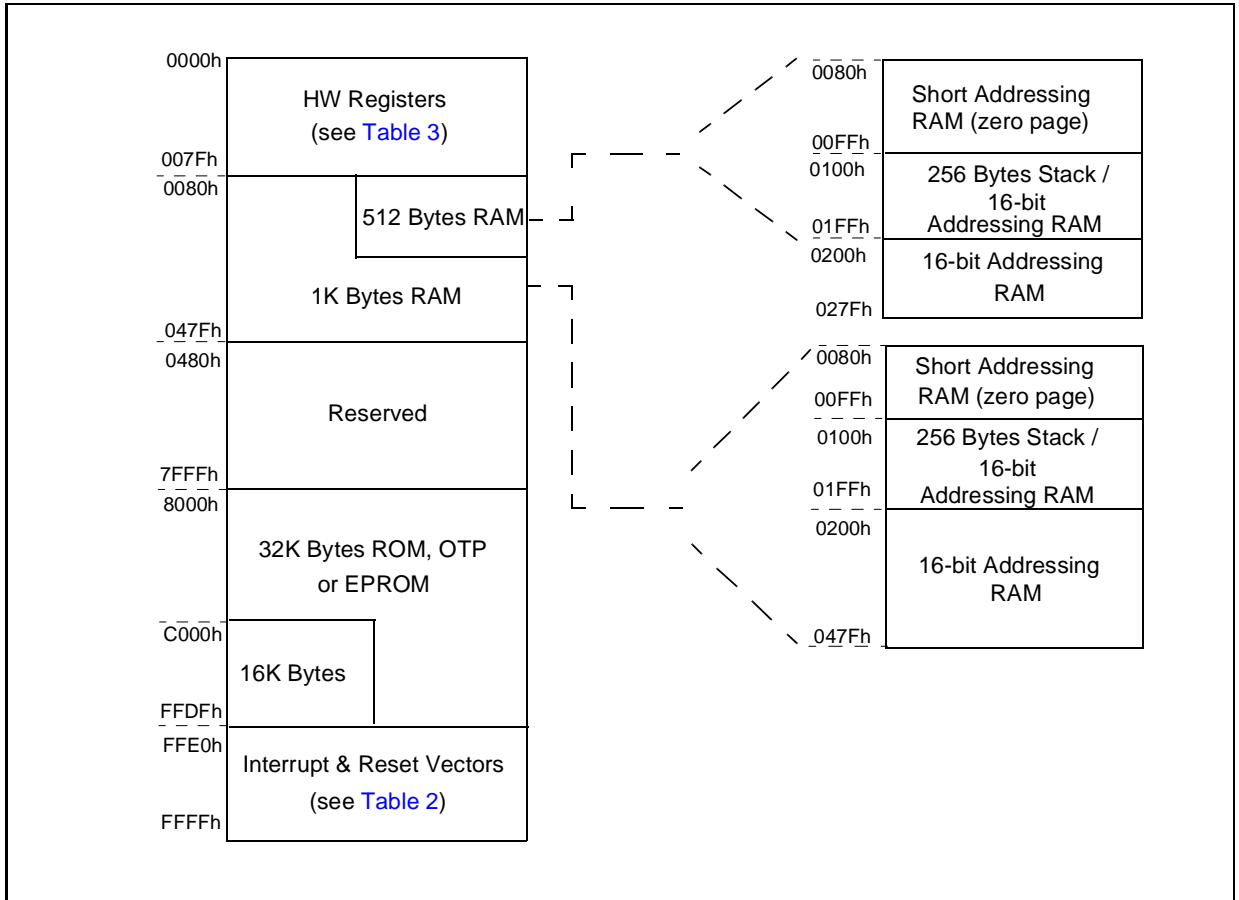 0000h
HW Registers
(see Table 3)
007Fh
0080h
512 Bytes RAM
1K Bytes RAM
047Fh
0480h
Reserved
7FFFh
8000h
32K Bytes ROM, OTP
or EPROM
C000h
16K Bytes
FFDFh
FFE0h
Interrupt & Reset Vectors
(see Table 2)
FFFFh
0080h
Short Addressing
RAM (zero page)
00FFh
0100h
256 Bytes Stack /
16-bit
Addressing RAM
01FFh
0200h
16-bit Addressing
RAM
027Fh
0080h
Short Addressing
RAM (zero page)
00FFh
0100h
256 Bytes Stack /
16-bit
Addressing RAM
01FFh
0200h
16-bit Addressing
RAM
047Fh